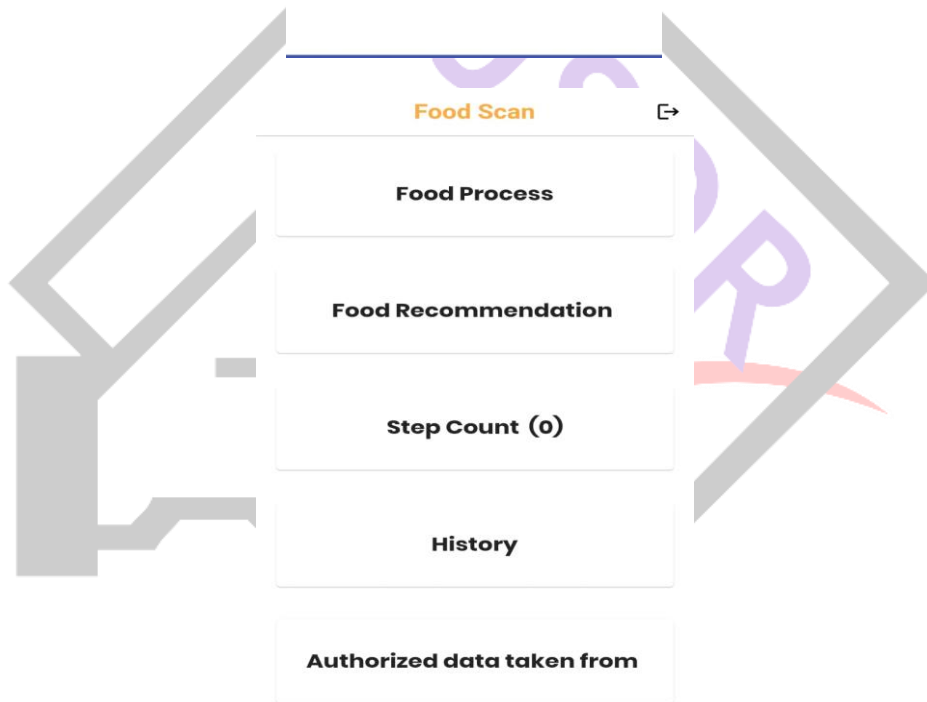 Food Scan
Food Process
Food Recommendation
Step Count (0)
History
Authorized data taken from